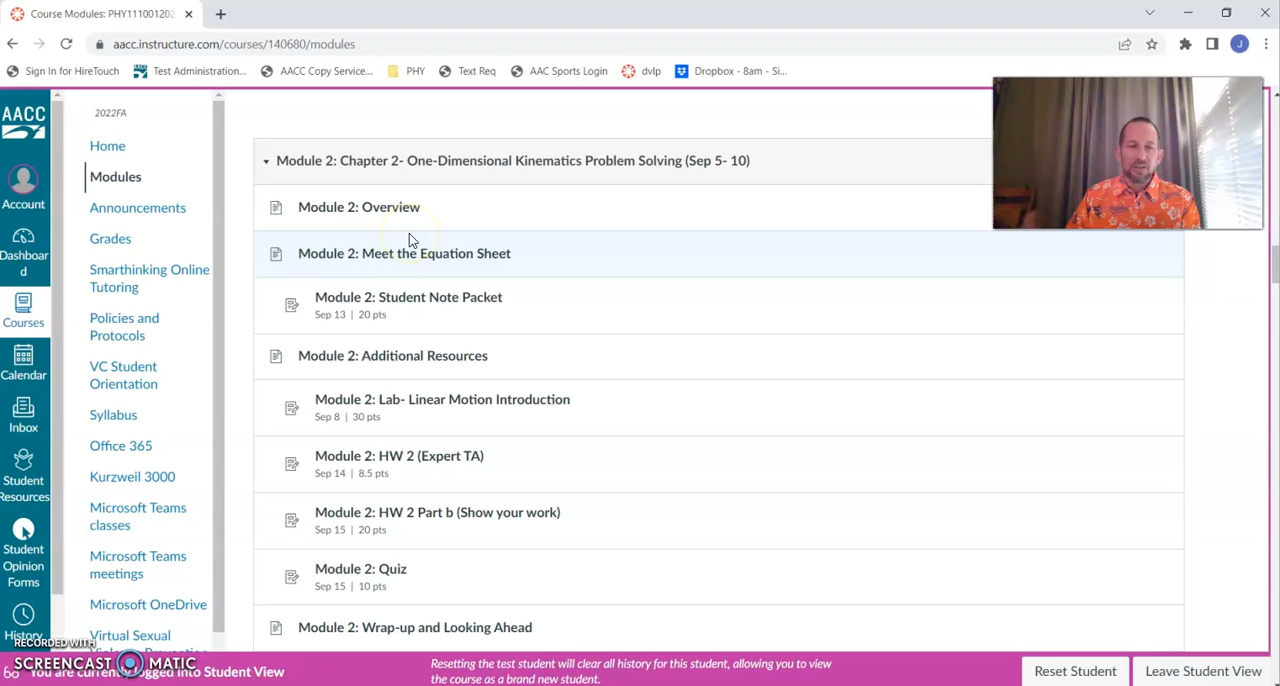 Course Modules: PHY111001202
aacc.instructure.com/courses/140680/modules
J
Sign In for HireTouch
Test Administration...
AACC Copy Service...
PHY
Text Req
AAC Sports Login
dvlp
Dropbox - 8am - Si...
AACC
Account
Dashboar
d
Courses
Calendar
Inbox
Student
Resources
Student
Opinion
Forms
History
2022FA
Home
Modules
Announcements
Grades
Smarthinking Online
Tutoring
Policies and
Protocols
VC Student
Orientation
Syllabus
Office 365
Kurzweil 3000
Microsoft Teams
classes
Microsoft Teams
meetings
Microsoft OneDrive
Virtual Sexual
Module 2: Chapter 2- One-Dimensional Kinematics Problem Solving (Sep 5- 10)
Module 2: Overview
Module 2: Meet the Equation Sheet
Module 2: Student Note Packet
Sep 13 | 20 pts
Module 2: Additional Resources
Module 2: Lab- Linear Motion Introduction
Sep 8 | 30 pts
Module 2: HW 2 (Expert TA)
Sep 14 | 8.5 pts
Module 2: HW 2 Part b (Show your work)
Sep 15 | 20 pts
Module 2: Quiz
Sep 15 | 10 pts
Module 2: Wrap-up and Looking Ahead
RECORDED WITH
SCREENCAST MATIC
You are currently logged into Student View
Resetting the test student will clear all history for this student, allowing you to view
the course as a brand new student.
Reset Student
Leave Student View